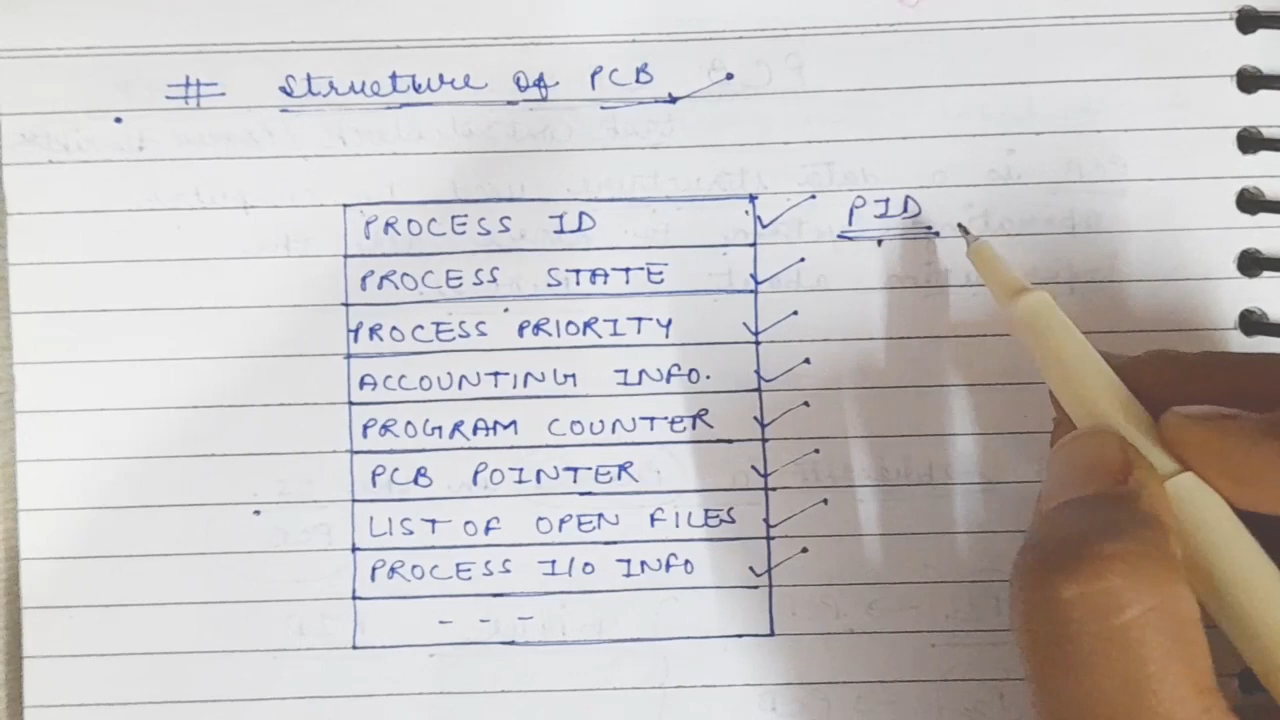 # Structure of PCB
PROCESS ID PID
PROCESS STATE
PROCESS PRIORITY
ACCOUNTING INFO.
PROGRAM COUNTER
PCB POINTER
LIST OF OPEN FILES
PROCESS I/O INFO
- - -